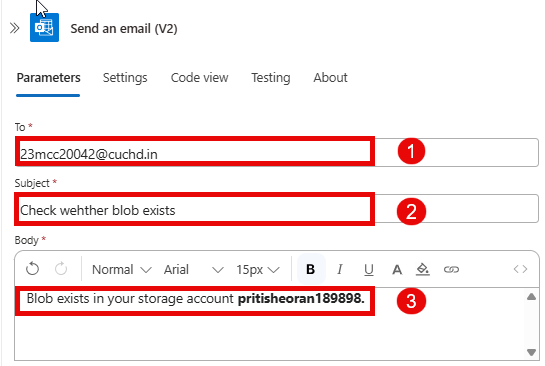 Send an email (V2)
Parameters Settings Code view Testing About
To *
23mcc20042@cuchd.in
1
Subject *
Check wehther blob exists
2
Body *
Normal Arial 15px B I U A
Blob exists in your storage account pritisheoran189898.
3